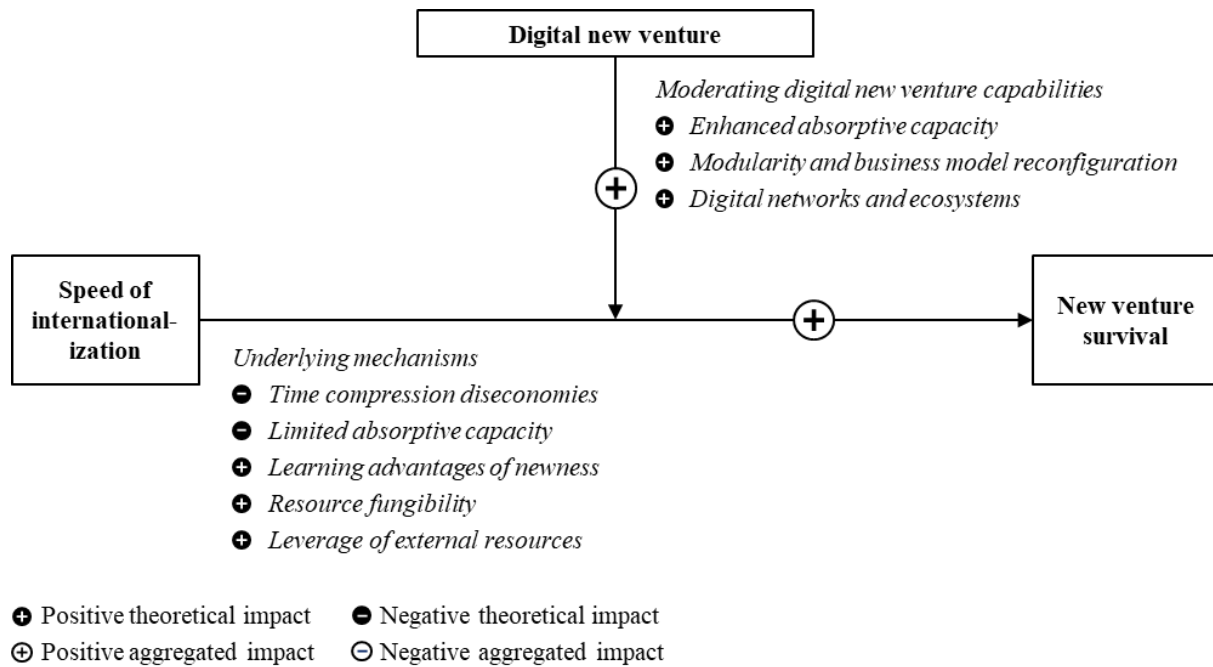 Digital new venture
Moderating digital new venture capabilities
Enhanced absorptive capacity
Modularity and business model reconfiguration
Digital networks and ecosystems
Speed of
international-
ization
New venture
survival
Underlying mechanisms
Time compression diseconomies
Limited absorptive capacity
Learning advantages of newness
Resource fungibility
Leverage of external resources
Positive theoretical impact
Negative theoretical impact
Positive aggregated impact
Negative aggregated impact